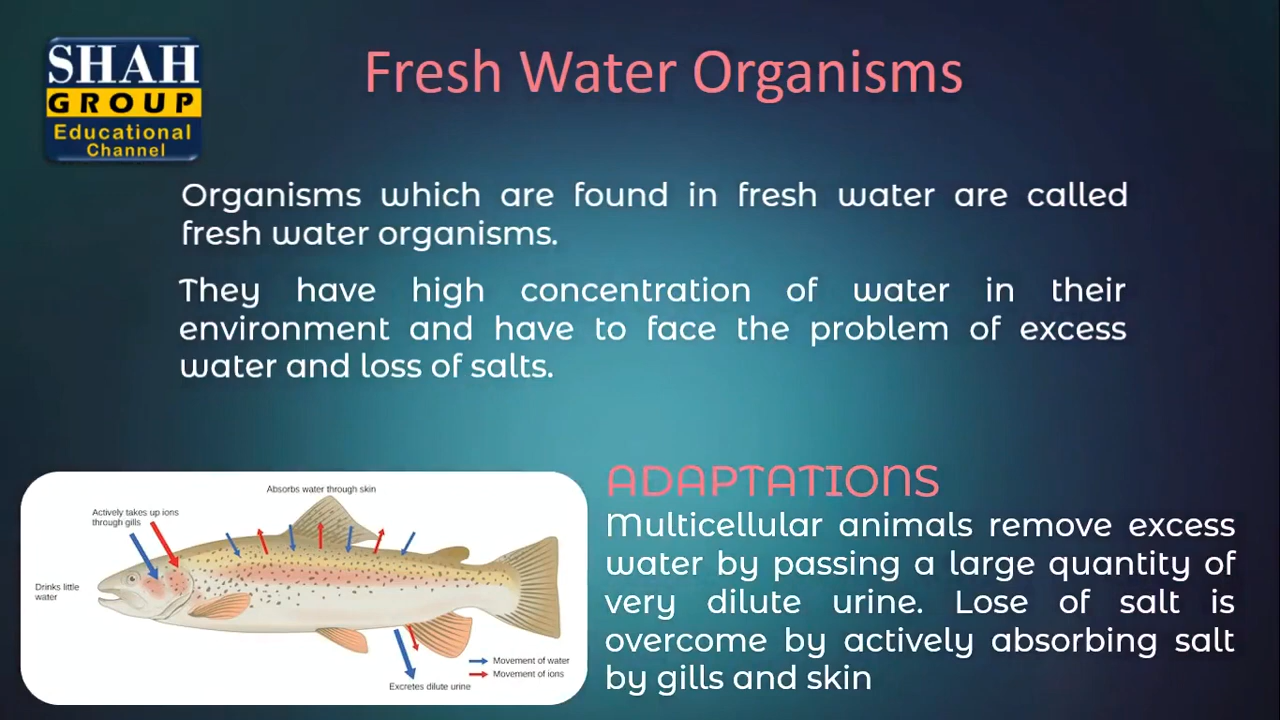 SHAH
GROUP
Educational
Channel
Fresh Water Organisms
Organisms which are found in fresh water are called
fresh water organisms.
They have high concentration of water in their
environment and have to face the problem of excess
water and loss of salts.
Absorbs water through skin
Actively takes up ions
through gills
Drinks little
water
Movement of water
Movement of ions
Excretes dilute urine
ADAPTATIONS
Multicellular animals remove excess
water by passing a large quantity of
very dilute urine. Lose of salt is
overcome by actively absorbing salt
by gills and skin